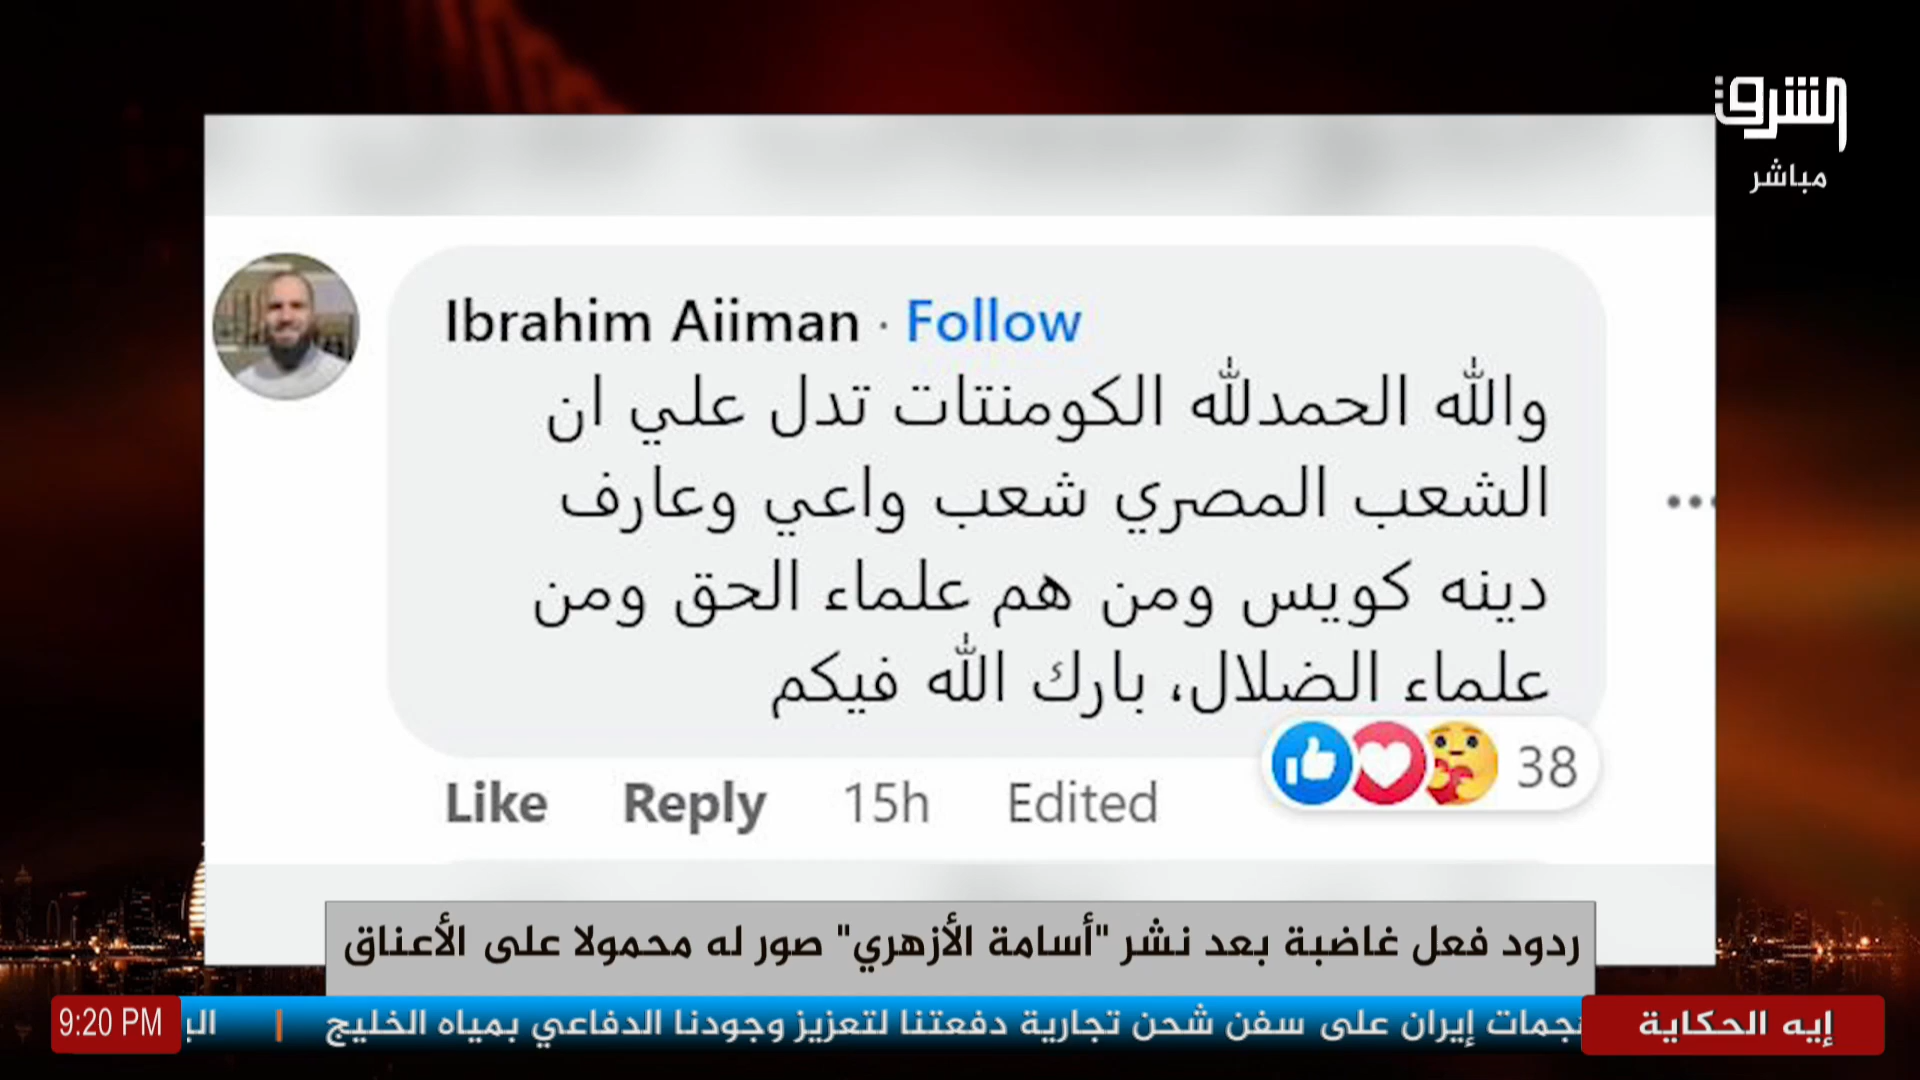 الشرق
مباشر
Ibrahim Aiiman · Follow
والله الحمدلله الكومنتات تدل علي ان
الشعب المصري شعب واعي وعارف
دينه كويس ومن هم علماء الحق ومن
علماء الضلال، بارك الله فيكم
38
Like Reply 15h Edited
ردود فعل غاضبة بعد نشر "أسامة الأزهري" صور له محمولا على الأعناق
إيه الحكاية
إيران على سفن شحن تجارية دفعتنا لتعزيز وجودنا الدفاعي بمياه الخليج |
9:20 PM